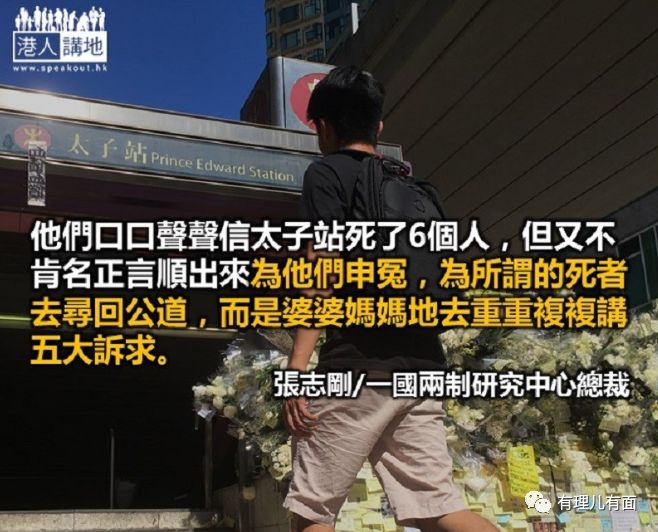 港人講地
www.speakout.hk
太子站 Prince Edward Station
他們口口聲聲信太子站死了6個人，但又不
肯名正言順出來為他們申冤，為所謂的死者
去尋回公道，而是婆婆媽媽地去重重複複講
五大訴求。
張志剛/一國兩制研究中心總裁
有理儿有面